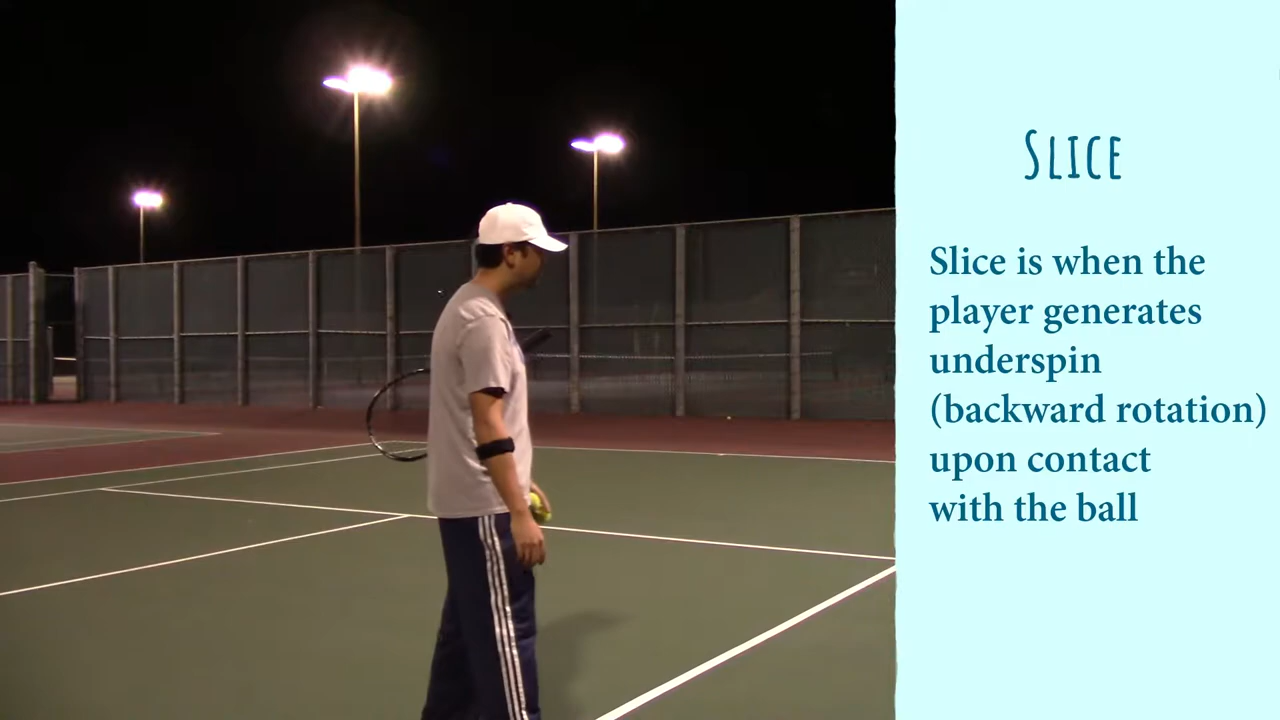 SLICE
Slice is when the
player generates
underspin
(backward rotation)
upon contact
with the ball